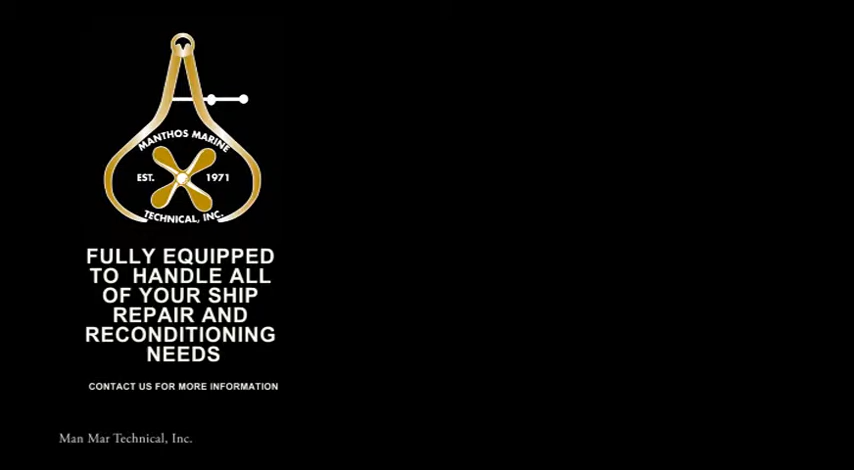 MANTHOS MARINE
EST. 1971
TECHNICAL, INC.
FULLY EQUIPPED
TO HANDLE ALL
OF YOUR SHIP
REPAIR AND
RECONDITIONING
NEEDS
CONTACT US FOR MORE INFORMATION
Man Mar Technical, Inc.